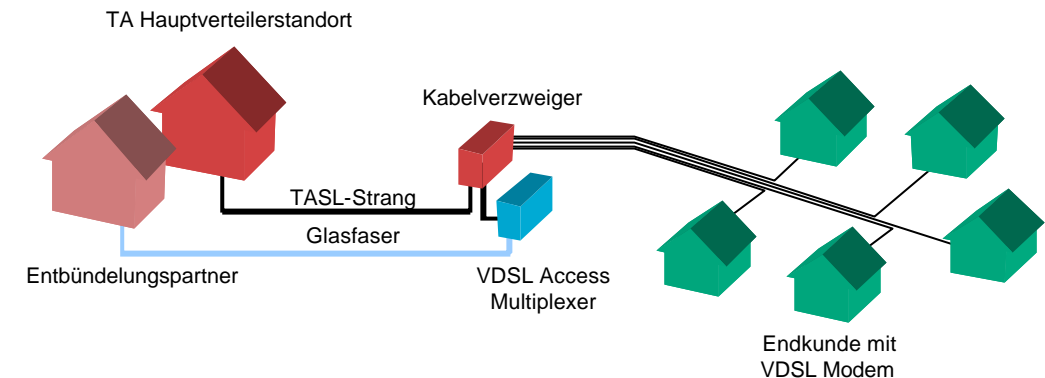 TA Hauptverteilerstandort
Kabelverzweiger
TASL-Strang
Glasfaser
Entbündelungspartner
VDSL Access
Multiplexer
Endkunde mit
VDSL Modem